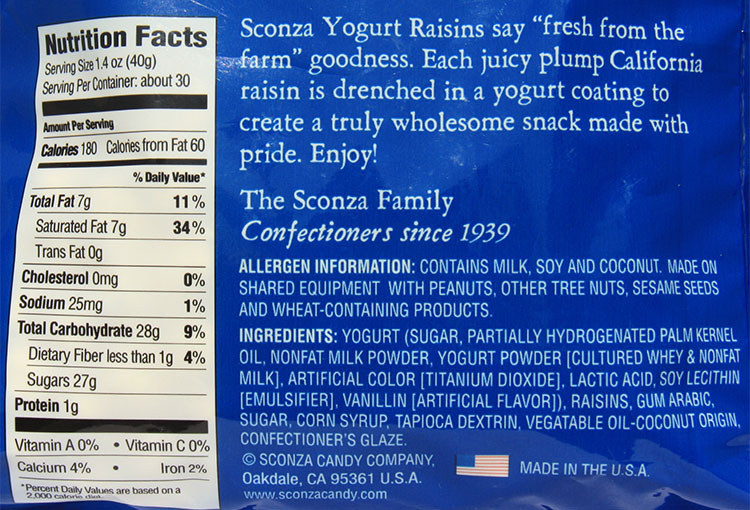 Nutrition Facts
Serving Size 1.4 oz (40g)
Serving Per Container: about 30
Amount Per Serving
Calories 180 Calories from Fat 60
% Daily Value*
Total Fat 7g 11%
Saturated Fat 7g 34%
Trans Fat 0g
Cholesterol 0mg 0%
Sodium 25mg 1%
Total Carbohydrate 28g 9%
Dietary Fiber less than 1g 4%
Sugars 27g
Protein 1g
Vitamin A 0% • Vitamin C 0%
Calcium 4% • Iron 2%
*Percent Daily Values are based on a
2,000 calorie diet.
Sconza Yogurt Raisins say “fresh from the
farm” goodness. Each juicy plump California
raisin is drenched in a yogurt coating to
create a truly wholesome snack made with
pride. Enjoy!
The Sconza Family
Confectioners since 1939
ALLERGEN INFORMATION: CONTAINS MILK, SOY AND COCONUT. MADE ON
SHARED EQUIPMENT WITH PEANUTS, OTHER TREE NUTS, SESAME SEEDS
AND WHEAT-CONTAINING PRODUCTS.
INGREDIENTS: YOGURT (SUGAR, PARTIALLY HYDROGENATED PALM KERNEL
OIL, NONFAT MILK POWDER, YOGURT POWDER [CULTURED WHEY & NONFAT
MILK], ARTIFICIAL COLOR [TITANIUM DIOXIDE], LACTIC ACID, SOY LECITHIN
[EMULSIFIER], VANILLIN [ARTIFICIAL FLAVOR]), RAISINS, GUM ARABIC,
SUGAR, CORN SYRUP, TAPIOCA DEXTRIN, VEGATABLE OIL-COCONUT ORIGIN,
CONFECTIONER'S GLAZE.
© SCONZA CANDY COMPANY,
Oakdale, CA 95361 U.S.A.
www.sconzacandy.com
MADE IN THE U.S.A.